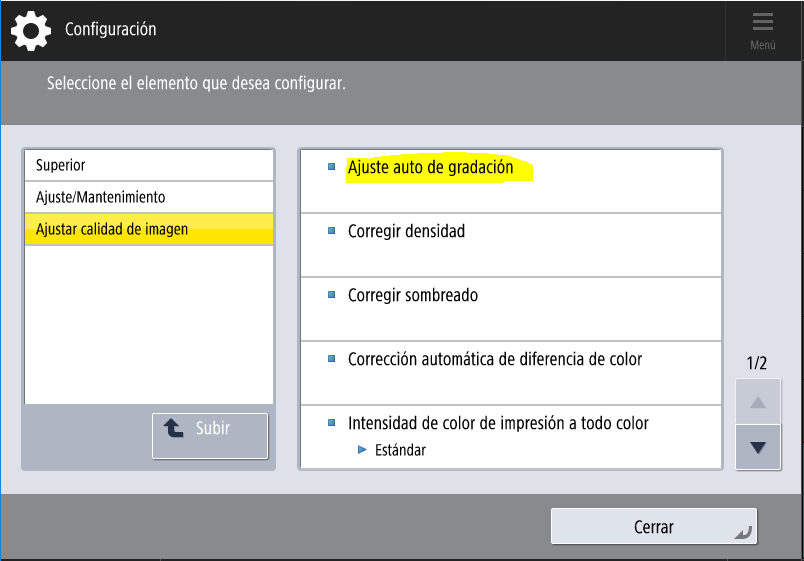 Configuración
Menú
Seleccione el elemento que desea configurar.
Superior
Ajuste/Mantenimiento
Ajustar calidad de imagen
Subir
Ajuste auto de gradación
Corregir densidad
Corregir sombreado
Corrección automática de diferencia de color
Intensidad de color de impresión a todo color
Estándar
1/2
Cerrar